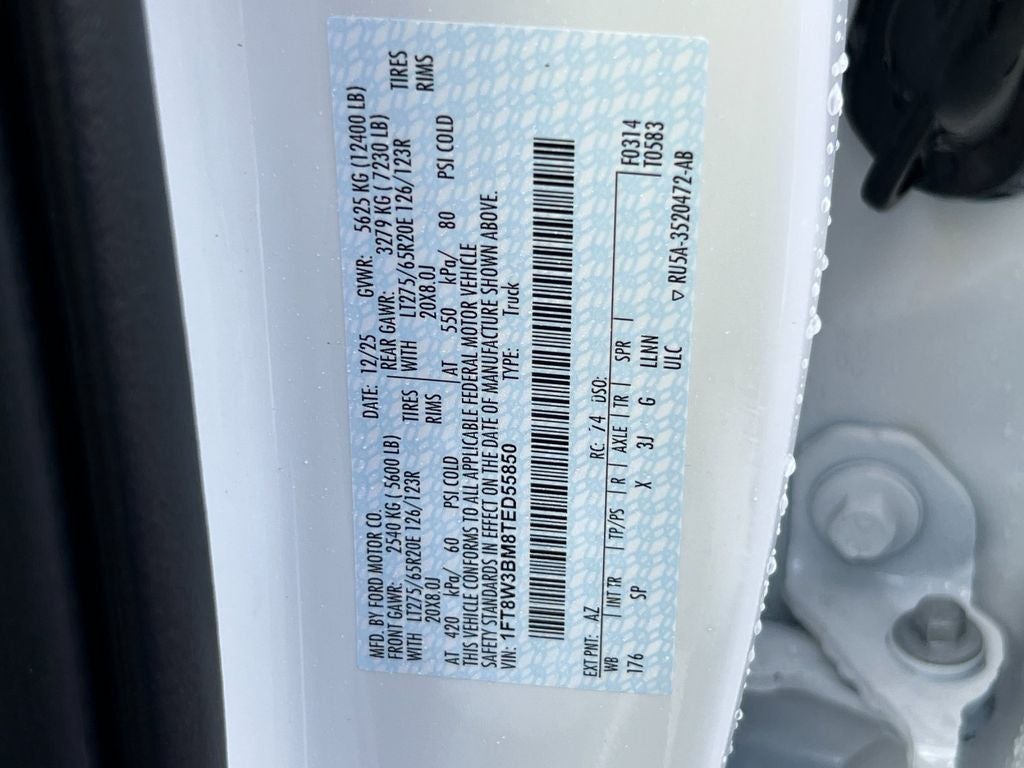 MFD. BY FORD MOTOR CO. DATE: 12/25 GVWR: 5625 KG (12400 LB)
FRONT GAWR: 2540 KG ( 5600 LB) REAR GAWR: 3279 KG ( 7230 LB)
WITH LT275/65R20E 126/123R TIRES WITH LT275/65R20E 126/123R TIRES
20X8.0J RIMS 20X8.0J RIMS
AT 420 kPa/ 60 PSI COLD AT 550 kPa/ 80 PSI COLD
THIS VEHICLE CONFORMS TO ALL APPLICABLE FEDERAL MOTOR VEHICLE
SAFETY STANDARDS IN EFFECT ON THE DATE OF MANUFACTURE SHOWN ABOVE.
VIN: 1FT8W3BM8TED55850 TYPE: Truck
EXT PNT: AZ RC: 74 DSO: F0314
WB INT TR TP/PS R AXLE TR SPR T0583
176 SP X 3J G LLNN
ULC ▽ RU5A-3520472-AB